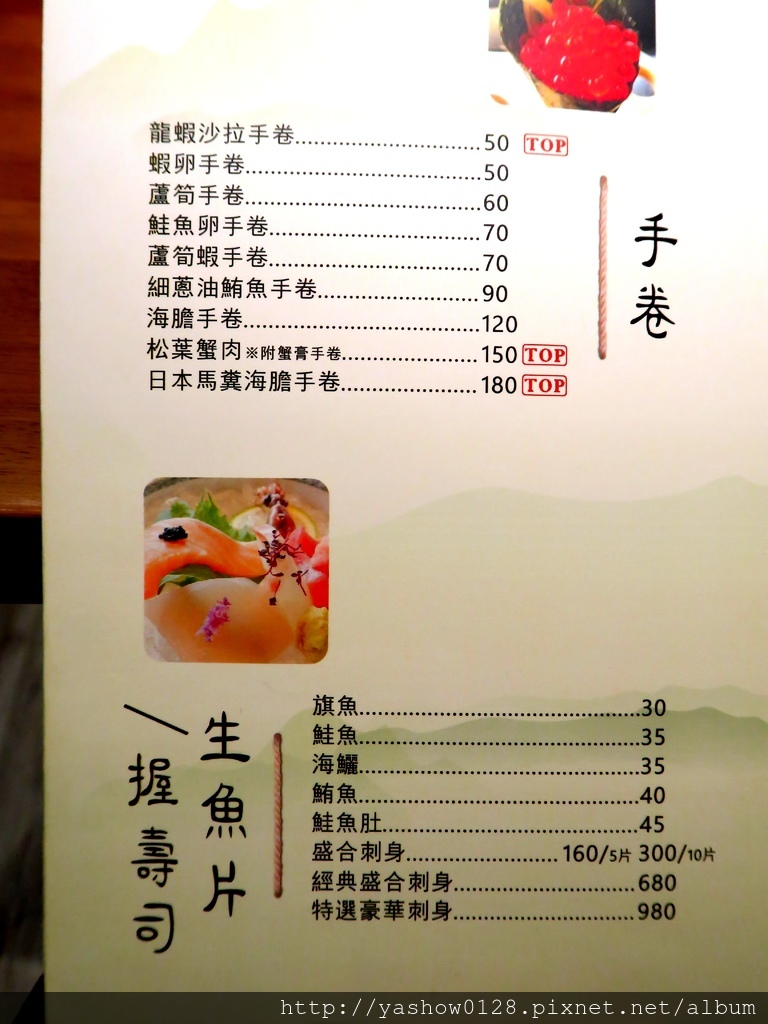 龍蝦沙拉手卷..............................50 TOP
蝦卵手卷......................................50
蘆筍手卷......................................60
鮭魚卵手卷..................................70
蘆筍蝦手卷..................................70
細蔥油鮪魚手卷..........................90
海膽手卷......................................120
松葉蟹肉※附蟹膏手卷......................150 TOP
日本馬糞海膽手卷......................180 TOP
手卷
生魚片
/握壽司
旗魚..............................................30
鮭魚..............................................35
海鱺..............................................35
鮪魚..............................................40
鮭魚肚..........................................45
盛合刺身.........................160/5片 300/10片
經典盛合刺身..............................680
特選豪華刺身..............................980
http://yashow0128.pixnet.net/album